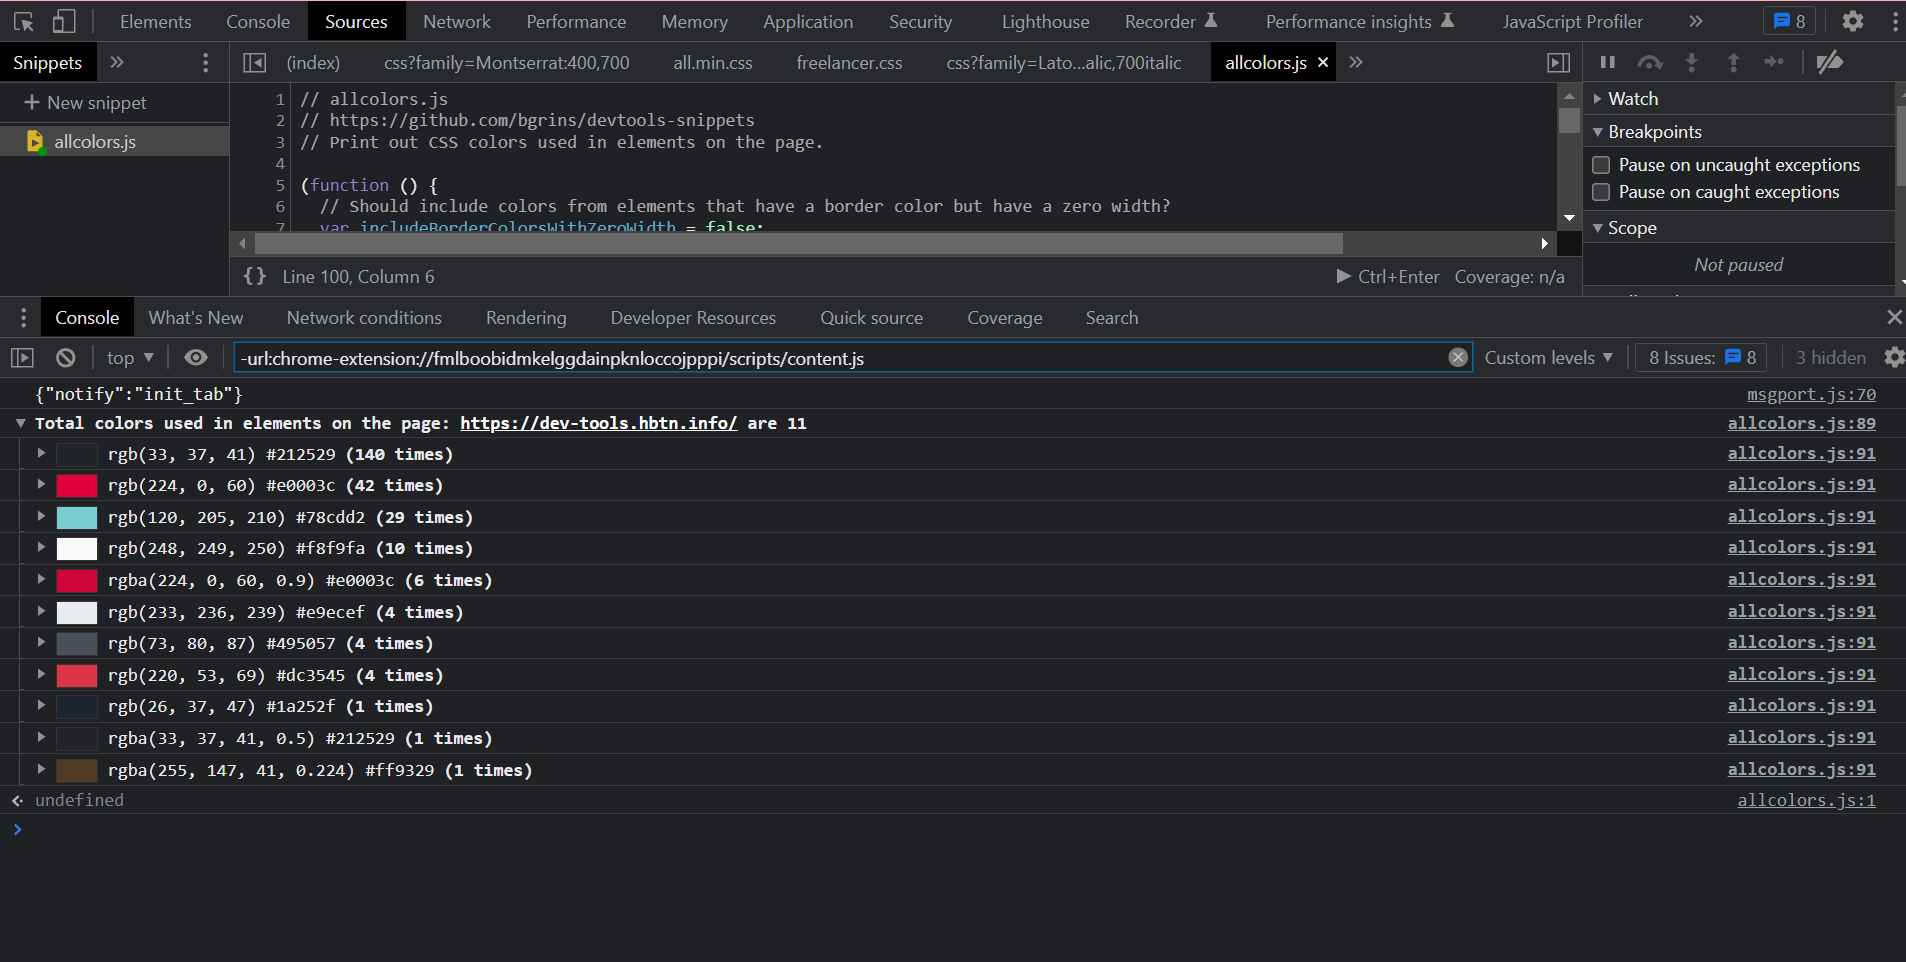 Elements Console Sources Network Performance Memory Application Security Lighthouse Recorder Performance insights JavaScript Profiler » 8
Snippets » (index) css?family=Montserrat:400,700 all.min.css freelancer.css css?family=Lato...alic,700italic allcolors.js × »
+ New snippet
allcolors.js
1 // allcolors.js
2 // https://github.com/bgrins/devtools-snippets
3 // Print out CSS colors used in elements on the page.
4
5 (function () {
6 // Should include colors from elements that have a border color but have a zero width?
7 var includeBorderColorsWithZeroWidth = false;
{} Line 100, Column 6 Ctrl+Enter Coverage: n/a
Watch
Breakpoints
Pause on uncaught exceptions
Pause on caught exceptions
Scope
Not paused
Console What's New Network conditions Rendering Developer Resources Quick source Coverage Search
top -url:chrome-extension://fmlboobidmkelggdainpknloccojpppi/scripts/content.js Custom levels 8 Issues: 8 3 hidden
{"notify":"init_tab"} msgport.js:70
Total colors used in elements on the page: https://dev-tools.hbtn.info/ are 11 allcolors.js:89
rgb(33, 37, 41) #212529 (140 times) allcolors.js:91
rgb(224, 0, 60) #e0003c (42 times) allcolors.js:91
rgb(120, 205, 210) #78cdd2 (29 times) allcolors.js:91
rgb(248, 249, 250) #f8f9fa (10 times) allcolors.js:91
rgba(224, 0, 60, 0.9) #e0003c (6 times) allcolors.js:91
rgb(233, 236, 239) #e9ecef (4 times) allcolors.js:91
rgb(73, 80, 87) #495057 (4 times) allcolors.js:91
rgb(220, 53, 69) #dc3545 (4 times) allcolors.js:91
rgb(26, 37, 47) #1a252f (1 times) allcolors.js:91
rgba(33, 37, 41, 0.5) #212529 (1 times) allcolors.js:91
rgba(255, 147, 41, 0.224) #ff9329 (1 times) allcolors.js:91
undefined allcolors.js:1